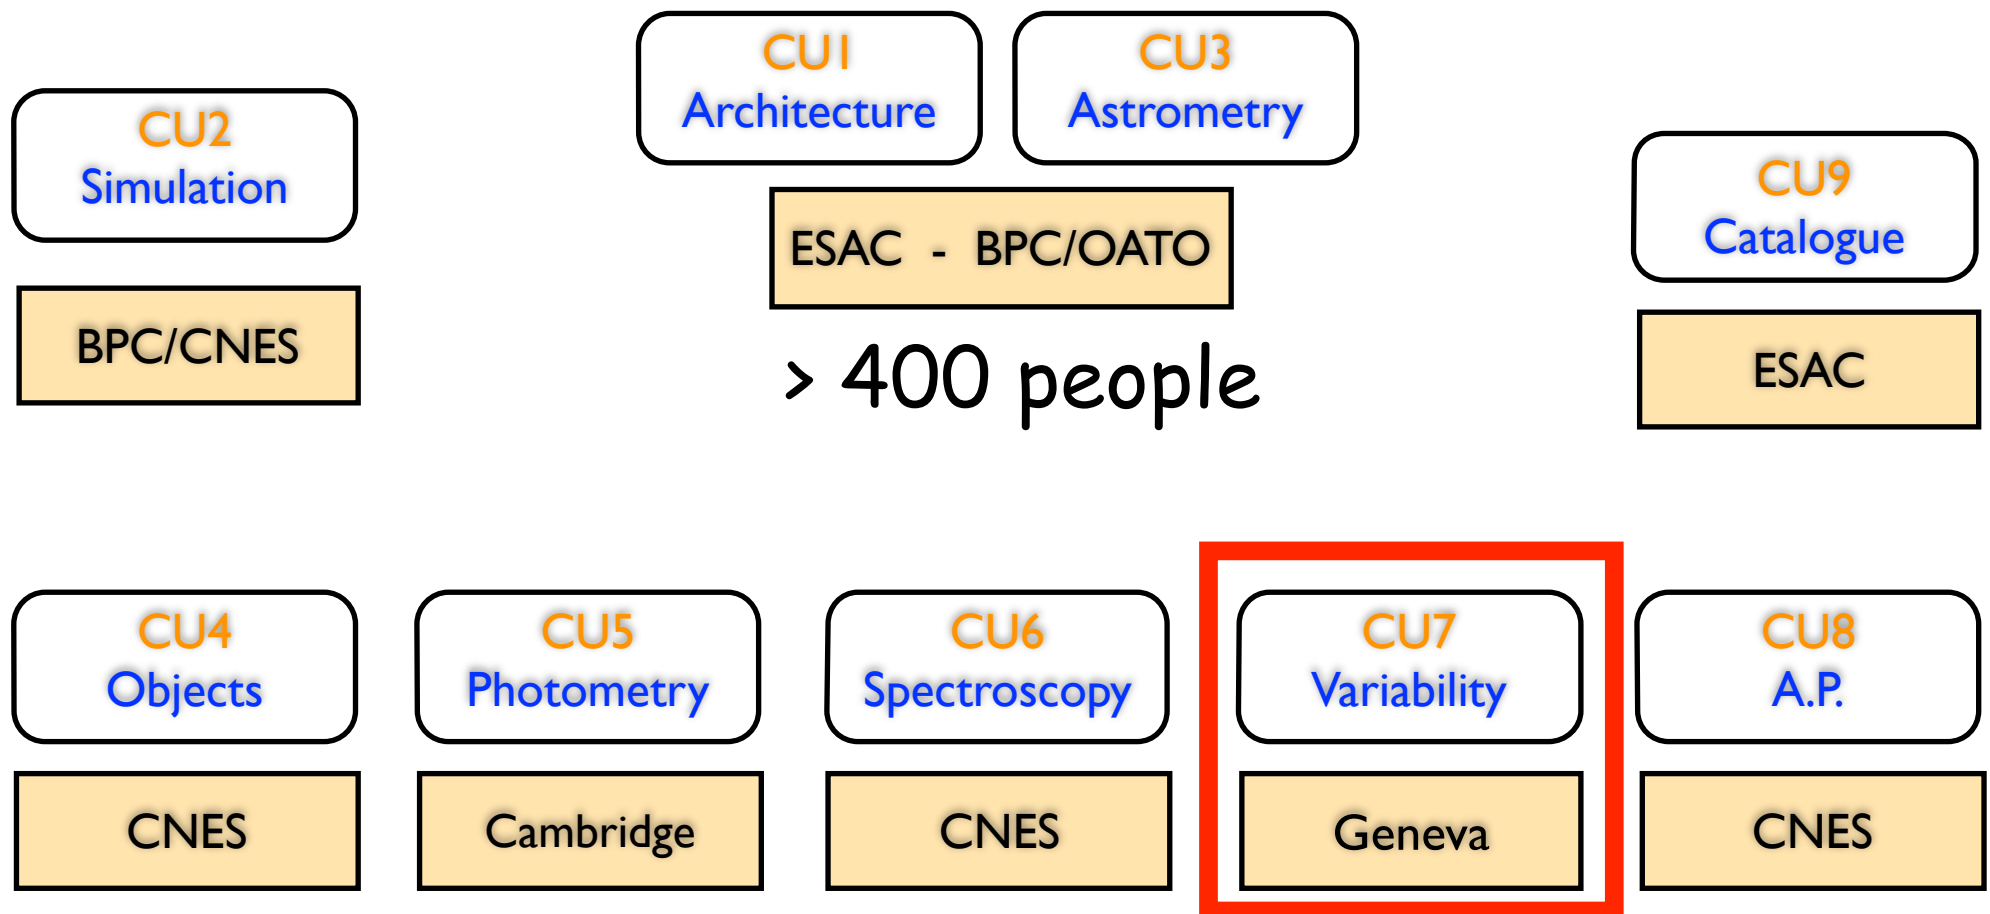 CU1
Architecture
CU3
Astrometry
CU2
Simulation
CU9
Catalogue
ESAC - BPC/OATO
BPC/CNES
ESAC
> 400 people
CU4
Objects
CU5
Photometry
CU6
Spectroscopy
CU7
Variability
CU8
A.P.
CNES
Cambridge
CNES
Geneva
CNES